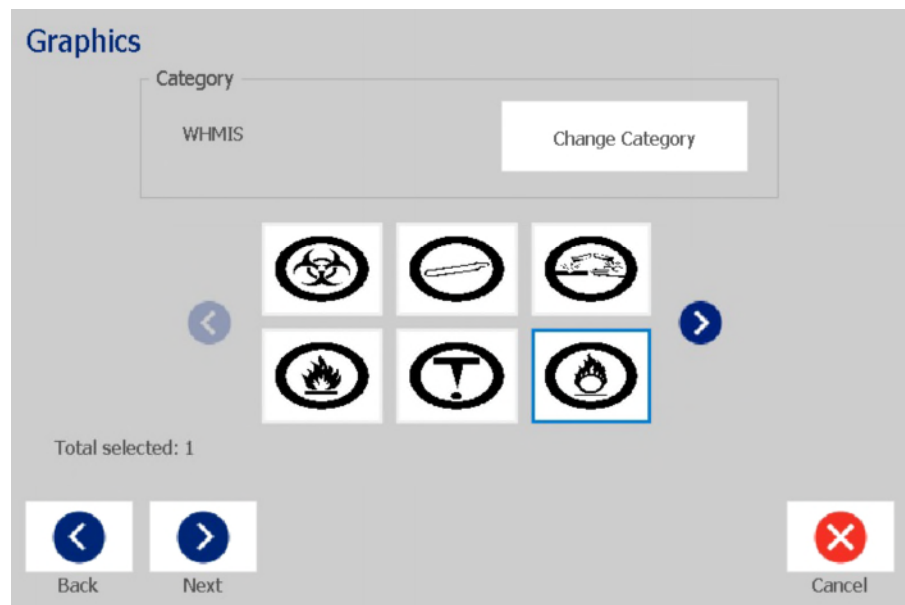 Graphics
Category
WHMIS
Change Category
Total selected: 1
Back
Next
Cancel